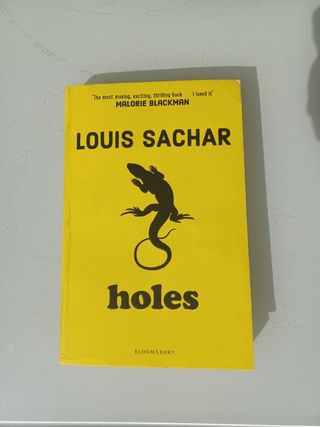 'The most moving, exciting, thrilling book . . . I loved it'
MALORIE BLACKMAN
LOUIS SACHAR
holes
BLOOMSBURY